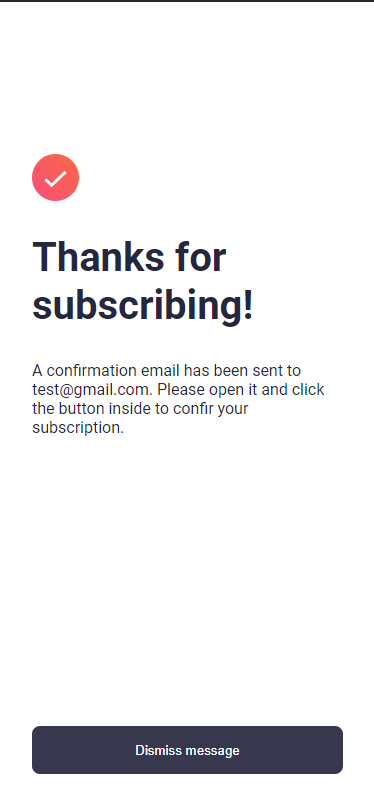 Thanks for
subscribing!
A confirmation email has been sent to
test@gmail.com. Please open it and click
the button inside to confir your
subscription.
Dismiss message